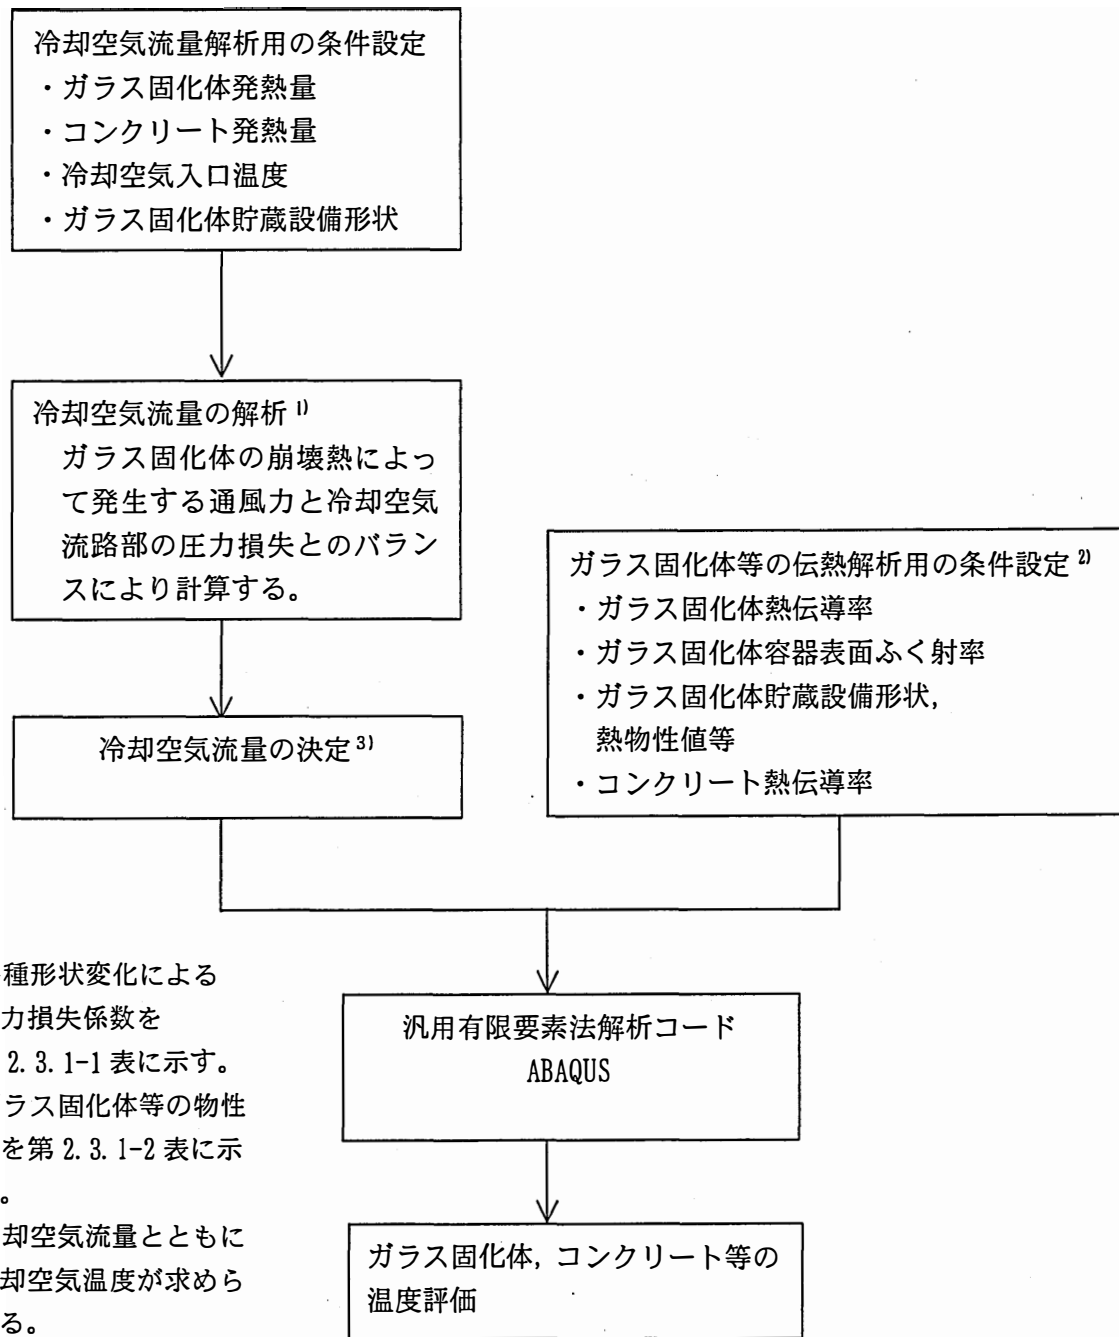 冷却空気流量解析用の条件設定
・ガラス固化体発熱量
・コンクリート発熱量
・冷却空気入口温度
・ガラス固化体貯蔵設備形状
冷却空気流量の解析 1)
ガラス固化体の崩壊熱によっ
て発生する通風力と冷却空気
流路部の圧力損失とのバラン
スにより計算する。
冷却空気流量の決定 3)
ガラス固化体等の伝熱解析用の条件設定 2)
・ガラス固化体熱伝導率
・ガラス固化体容器表面ふく射率
・ガラス固化体貯蔵設備形状,
熱物性値等
・コンクリート熱伝導率
種形状変化による
力損失係数を
2.3.1-1 表に示す。
ラス固化体等の物性
を第 2.3.1-2 表に示
。
却空気流量とともに
却空気温度が求めら
る。
汎用有限要素法解析コード
ABAQUS
ガラス固化体, コンクリート等の
温度評価